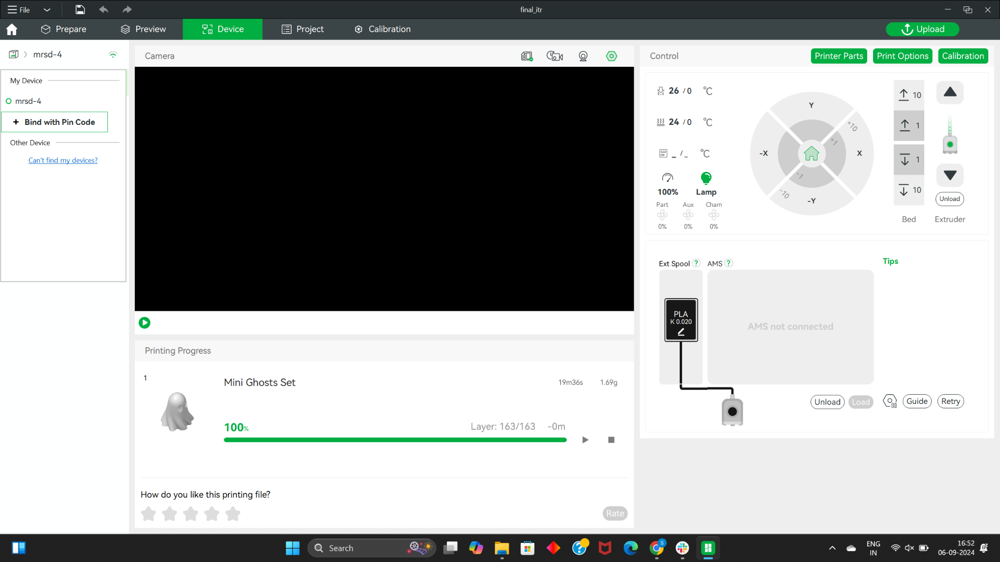 File
final_itr
Prepare
Preview
Device
Project
Calibration
Upload
mrsd-4
My Device
mrsd-4
+ Bind with Pin Code
Other Device
Can't find my devices?
Camera
Printing Progress
1
Mini Ghosts Set
19m36s 1.69g
100%
Layer: 163/163 -0m
How do you like this printing file?
Rate
Control
Printer Parts
Print Options
Calibration
26 / 0 °C
24 / 0 °C
_ / _ °C
100% Lamp
Part Aux Cham
0% 0% 0%
Y
+10
+1
-X
X
-1
-10
-Y
10
1
1
10
Bed
Unload
Extruder
Ext Spool ? AMS ?
Tips
PLA
K 0.020
AMS not connected
Unload Load Guide Retry
Search
S
ENG
IN
16:52
06-09-2024